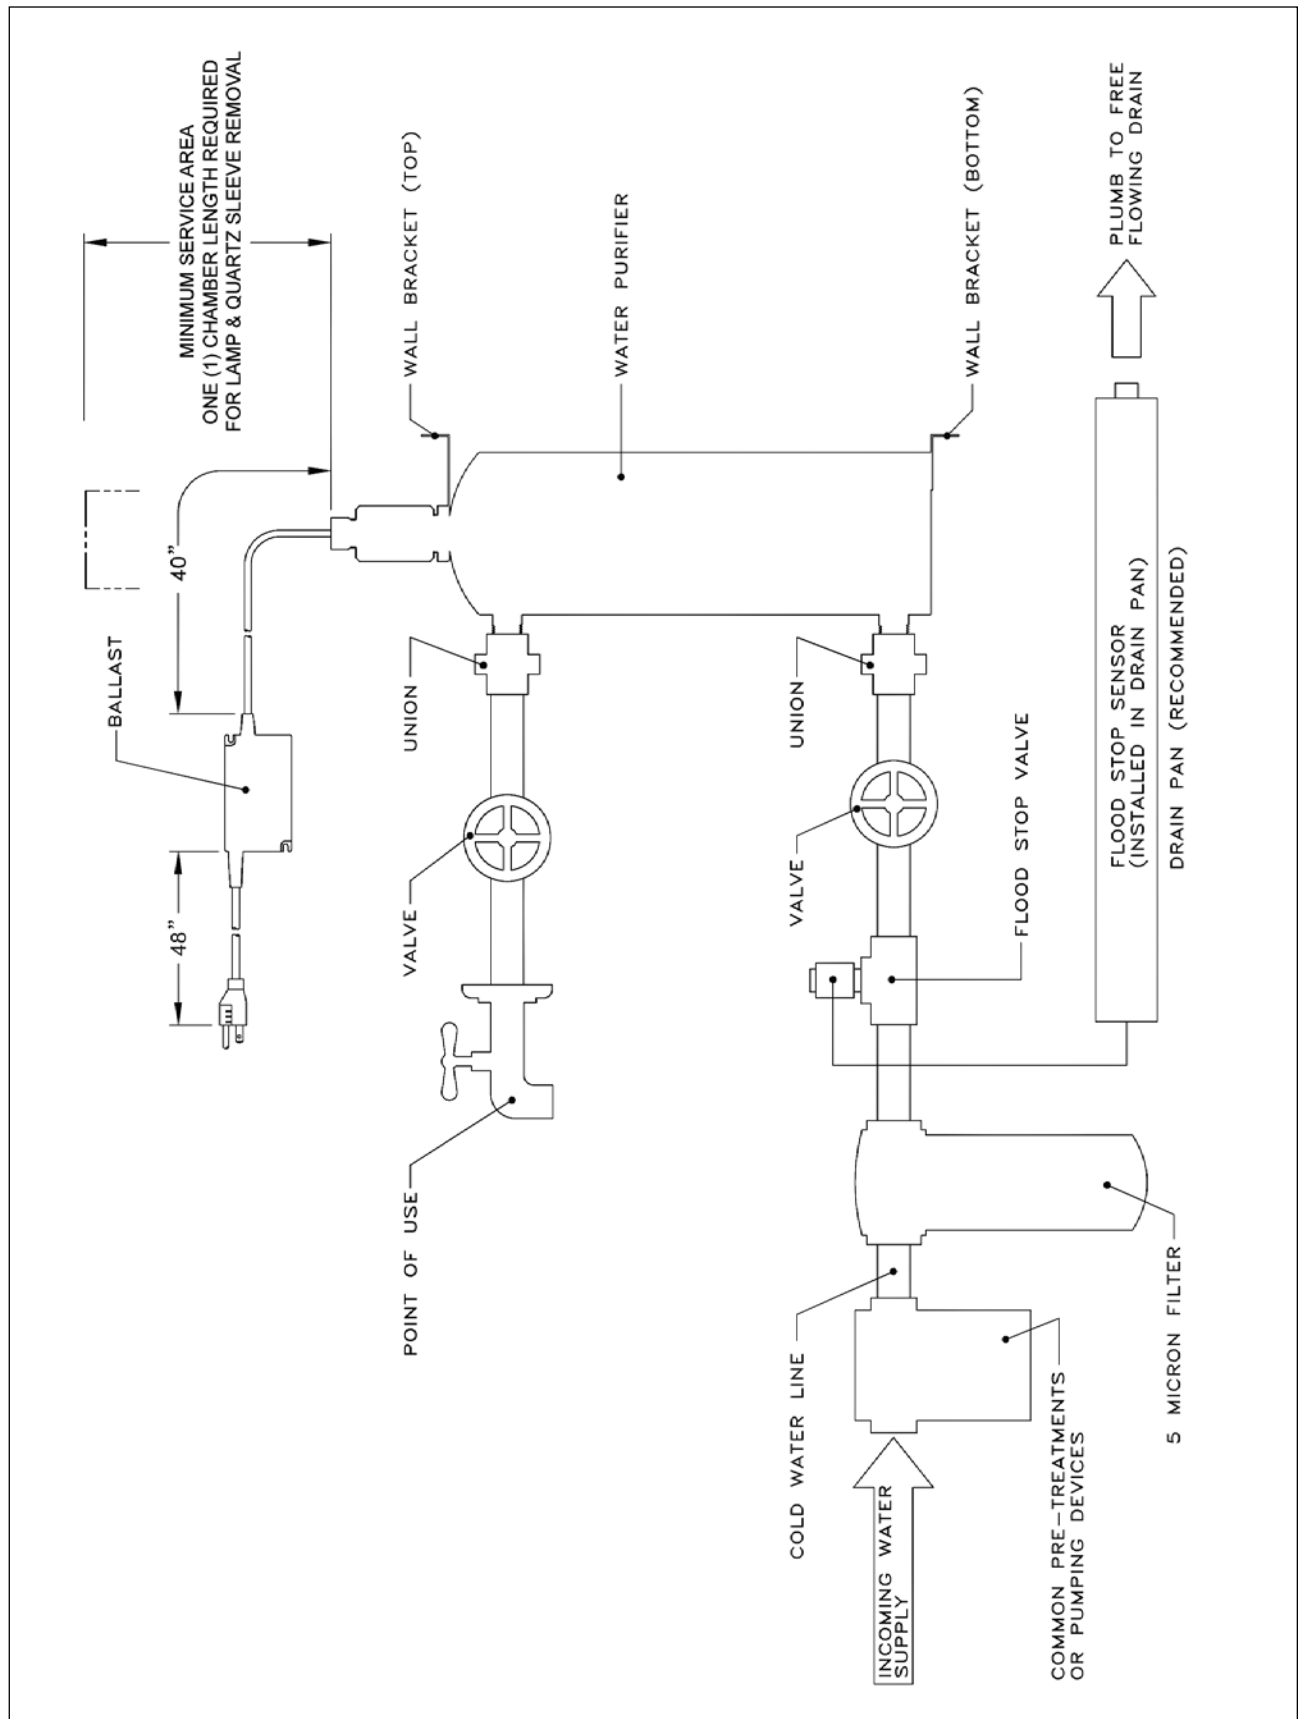 MINIMUM SERVICE AREA
ONE (1) CHAMBER LENGTH REQUIRED
FOR LAMP & QUARTZ SLEEVE REMOVAL
40"
48"
BALLAST
WALL BRACKET (TOP)
UNION
VALVE
POINT OF USE
WATER PURIFIER
WALL BRACKET (BOTTOM)
UNION
VALVE
FLOOD STOP VALVE
COLD WATER LINE
INCOMING WATER
SUPPLY
COMMON PRE-TREATMENTS
OR PUMPING DEVICES
5 MICRON FILTER
FLOOD STOP SENSOR
(INSTALLED IN DRAIN PAN)
DRAIN PAN (RECOMMENDED)
PLUMB TO FREE
FLOWING DRAIN